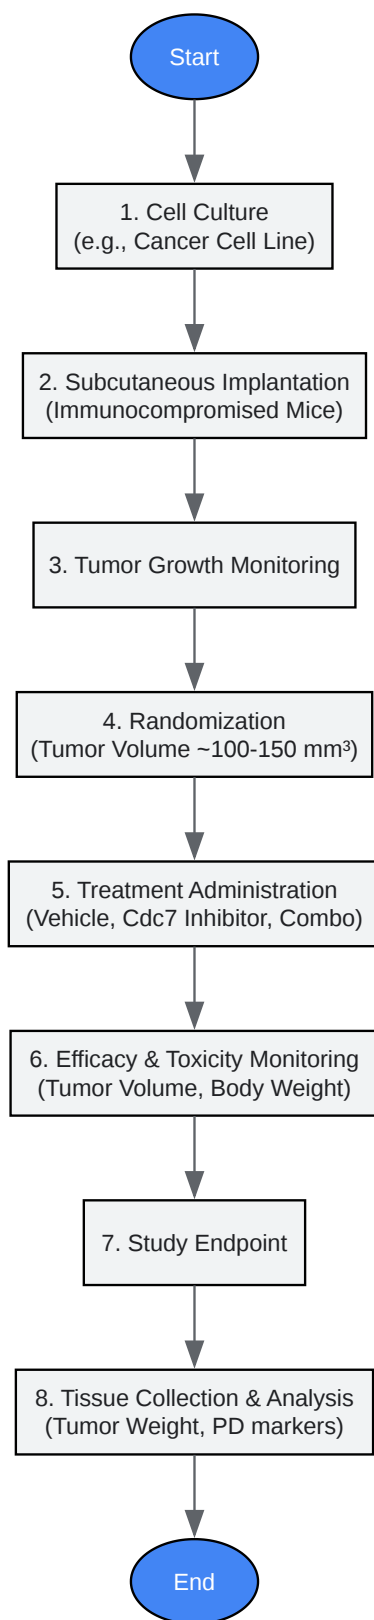 Start
1. Cell Culture
(e.g., Cancer Cell Line)
2. Subcutaneous Implantation
(Immunocompromised Mice)
3. Tumor Growth Monitoring
4. Randomization
(Tumor Volume ~100-150 mm³)
5. Treatment Administration
(Vehicle, Cdc7 Inhibitor, Combo)
6. Efficacy & Toxicity Monitoring
(Tumor Volume, Body Weight)
7. Study Endpoint
8. Tissue Collection & Analysis
(Tumor Weight, PD markers)
End